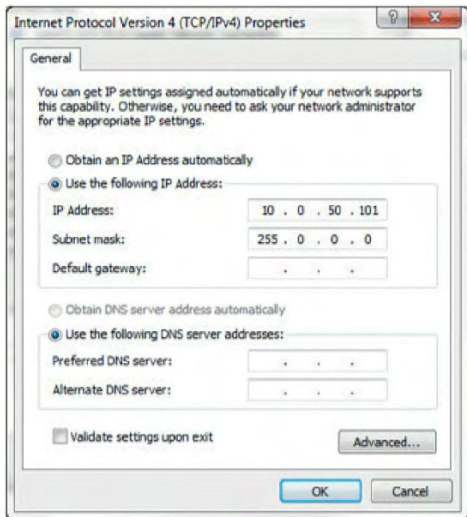 Internet Protocol Version 4 (TCP/IPv4) Properties
General
You can get IP settings assigned automatically if your network supports
this capability. Otherwise, you need to ask your network administrator
for the appropriate IP settings.
Obtain an IP Address automatically
Use the following IP Address:
IP Address: 10 . 0 . 50 . 101
Subnet mask: 255 . 0 . 0 . 0
Default gateway: . . .
Obtain DNS server address automatically
Use the following DNS server addresses:
Preferred DNS server: . . .
Alternate DNS server: . . .
Validate settings upon exit
Advanced...
OK Cancel